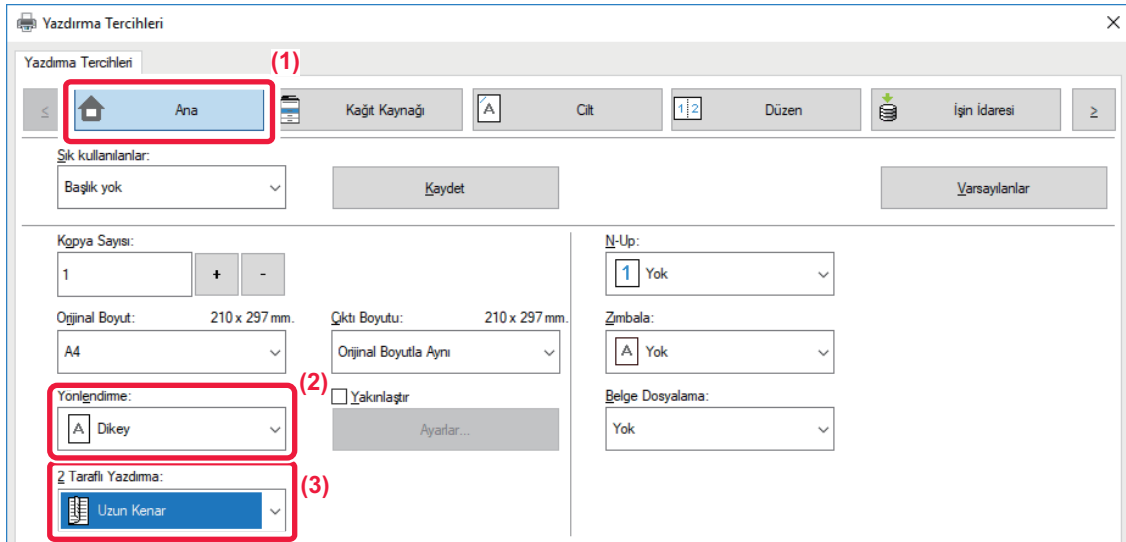 Yazdırma Tercihleri
Yazdırma Tercihleri
(1)
≤ Ana Kağıt Kaynağı Cilt Düzen İşin İdaresi ≥
Sık kullanılanlar:
Başlık yok Kaydet Varsayılanlar
Kopya Sayısı:
1 + -
Orijinal Boyut: 210 x 297 mm.
A4
Çıktı Boyutu: 210 x 297 mm.
Orijinal Boyutla Aynı
(2)
Yönlendirme:
A Dikey
Yakınlaştır
Ayarlar...
(3)
2 Taraflı Yazdırma:
Uzun Kenar
N-Up:
1 Yok
Zımbala:
A Yok
Belge Dosyalama:
Yok